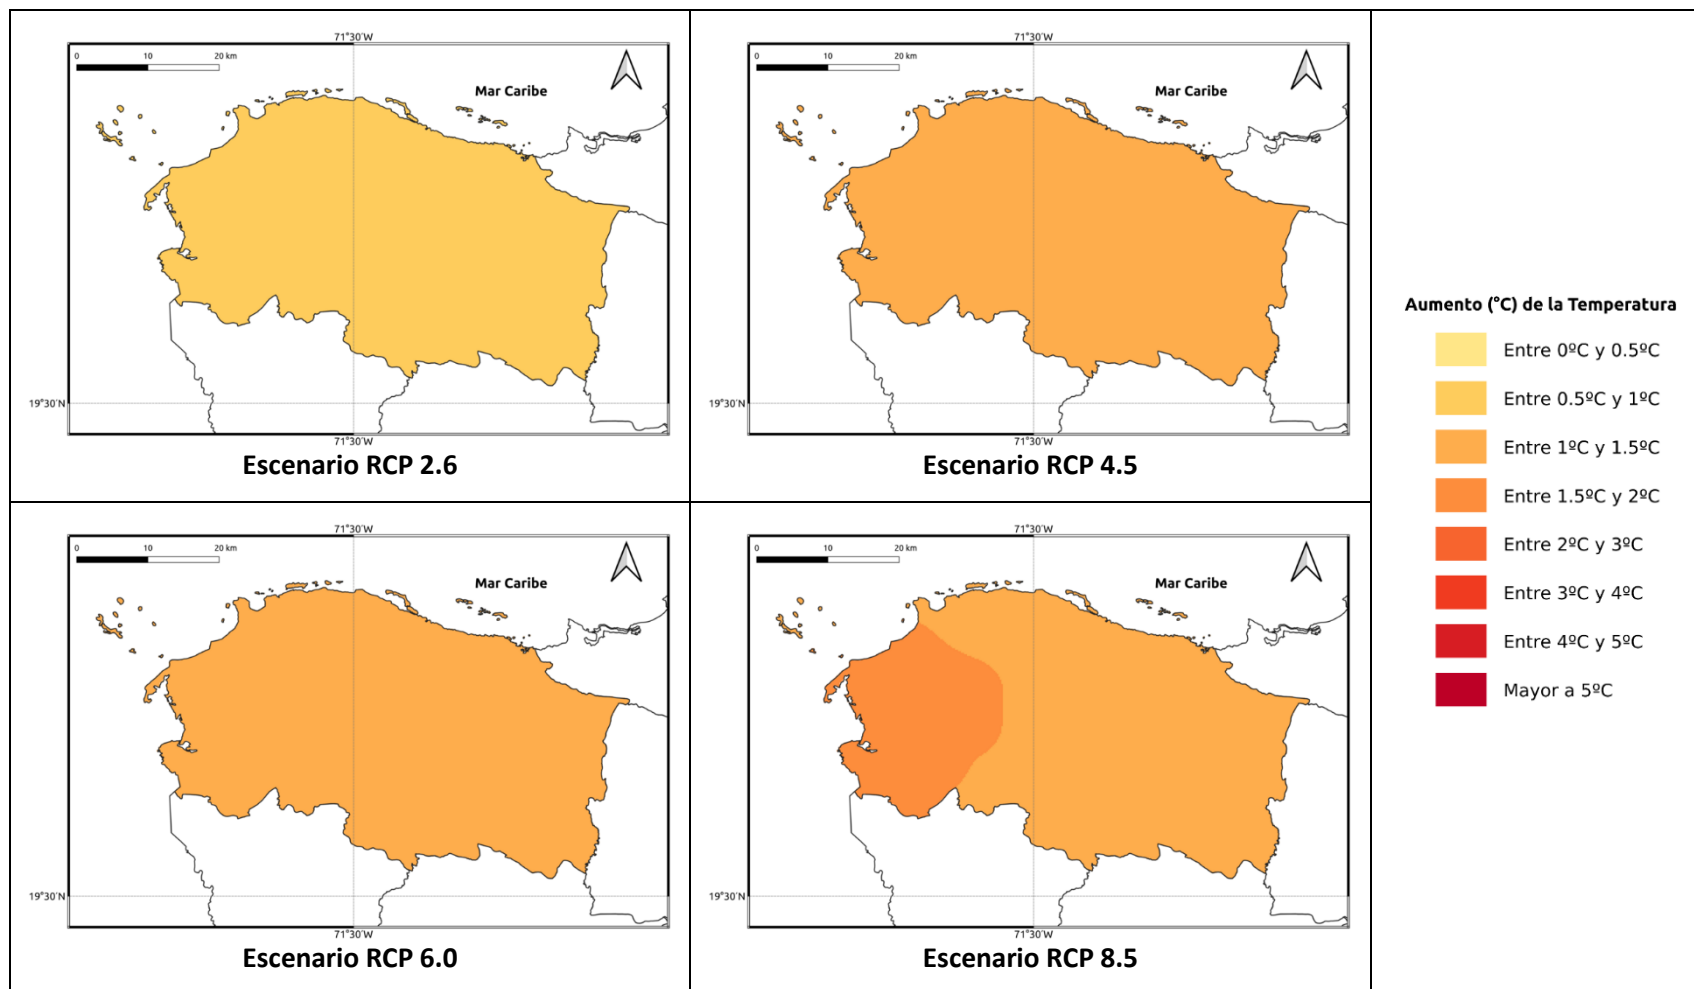 71°30'W
0 10 20 km
Mar Caribe
19°30'N
71°30'W
Escenario RCP 2.6
71°30'W
0 10 20 km
Mar Caribe
19°30'N
71°30'W
Escenario RCP 4.5
71°30'W
0 10 20 km
Mar Caribe
19°30'N
71°30'W
Escenario RCP 6.0
71°30'W
0 10 20 km
Mar Caribe
19°30'N
71°30'W
Escenario RCP 8.5
Aumento (°C) de la Temperatura
Entre 0ºC y 0.5ºC
Entre 0.5ºC y 1ºC
Entre 1ºC y 1.5ºC
Entre 1.5ºC y 2ºC
Entre 2ºC y 3ºC
Entre 3ºC y 4ºC
Entre 4ºC y 5ºC
Mayor a 5ºC